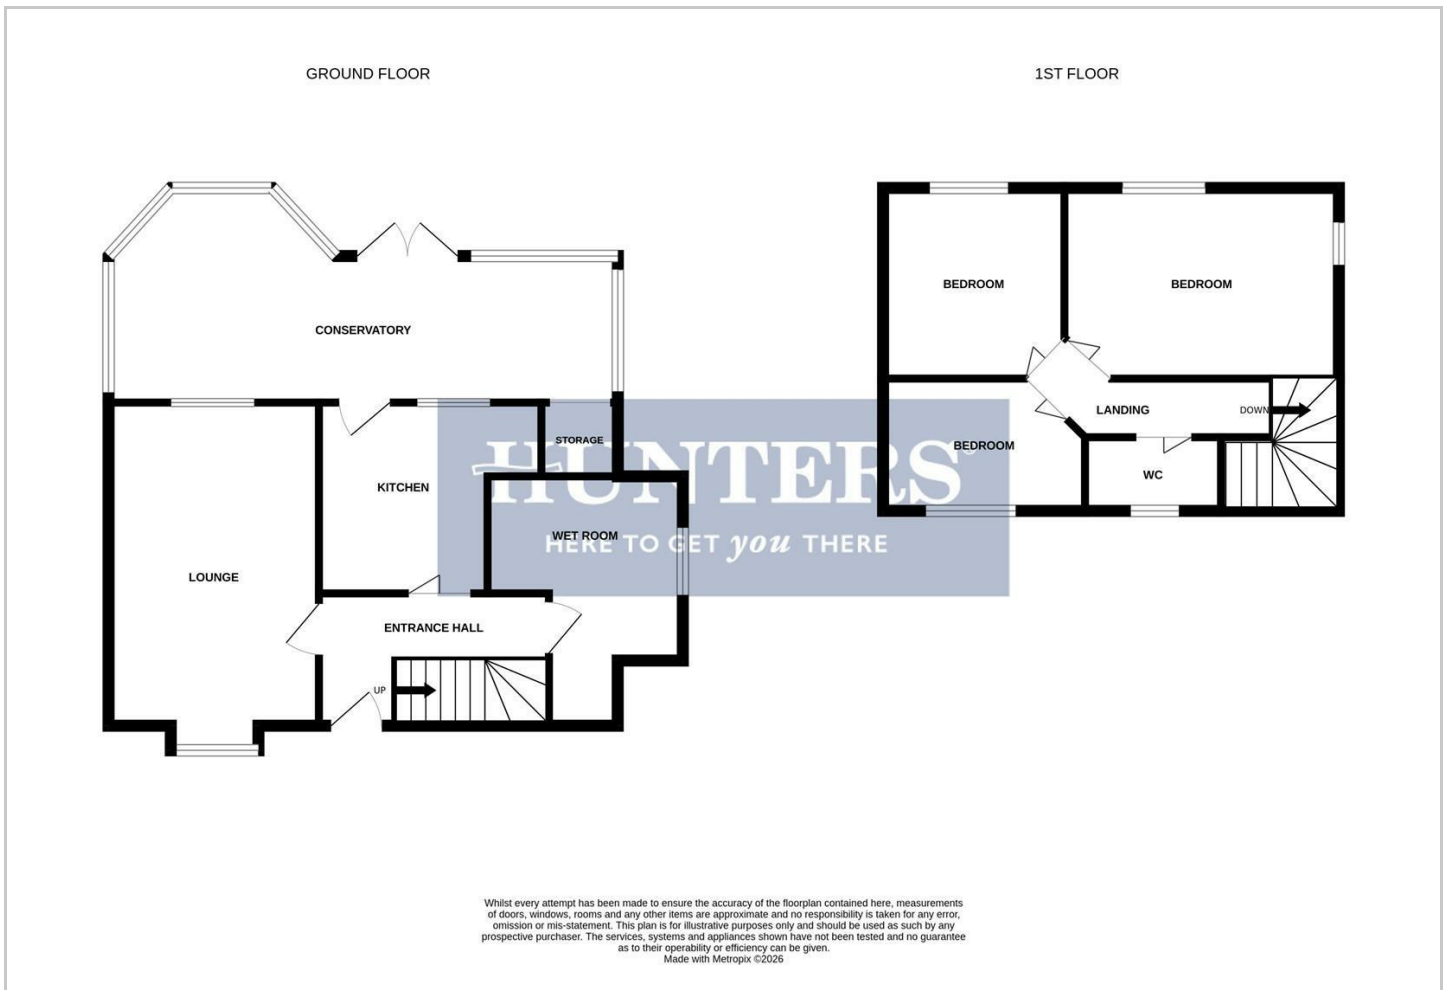 GROUND FLOOR
1ST FLOOR
CONSERVATORY
BEDROOM
BEDROOM
LANDING
DOWN
BEDROOM
WC
STORAGE
KITCHEN
WET ROOM
LOUNGE
ENTRANCE HALL
UP
HUNTERS®
HERE TO GET you THERE
Whilst every attempt has been made to ensure the accuracy of the floorplan contained here, measurements
of doors, windows, rooms and any other items are approximate and no responsibility is taken for any error,
omission or mis-statement. This plan is for illustrative purposes only and should be used as such by any
prospective purchaser. The services, systems and appliances shown have not been tested and no guarantee
as to their operability or efficiency can be given.
Made with Metropix ©2026